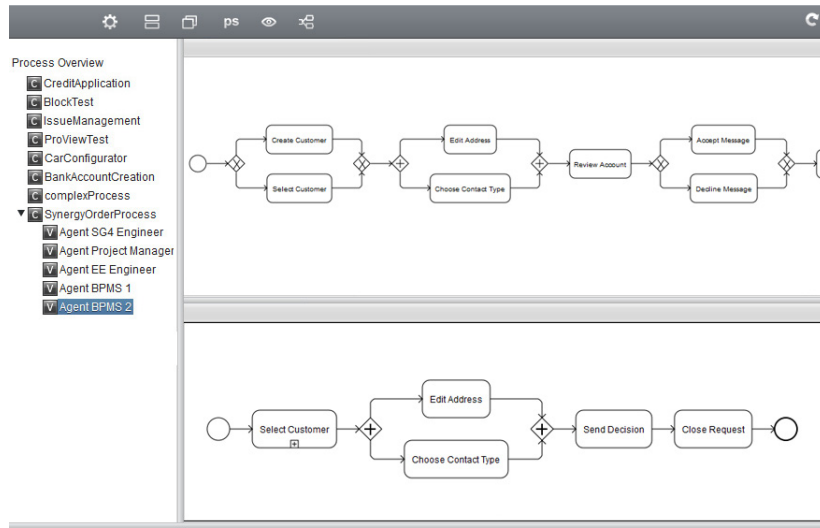 ps
Process Overview
C CreditApplication
C BlockTest
C IssueManagement
C ProViewTest
C CarConfigurator
C BankAccountCreation
C complexProcess
C SynergyOrderProcess
V Agent SG4 Engineer
V Agent Project Manager
V Agent EE Engineer
V Agent BPMS 1
V Agent BPMS 2
Create Customer
Select Customer
Edit Address
Choose Contact Type
Review Account
Accept Message
Decline Message
Select Customer
Edit Address
Choose Contact Type
Send Decision
Close Request